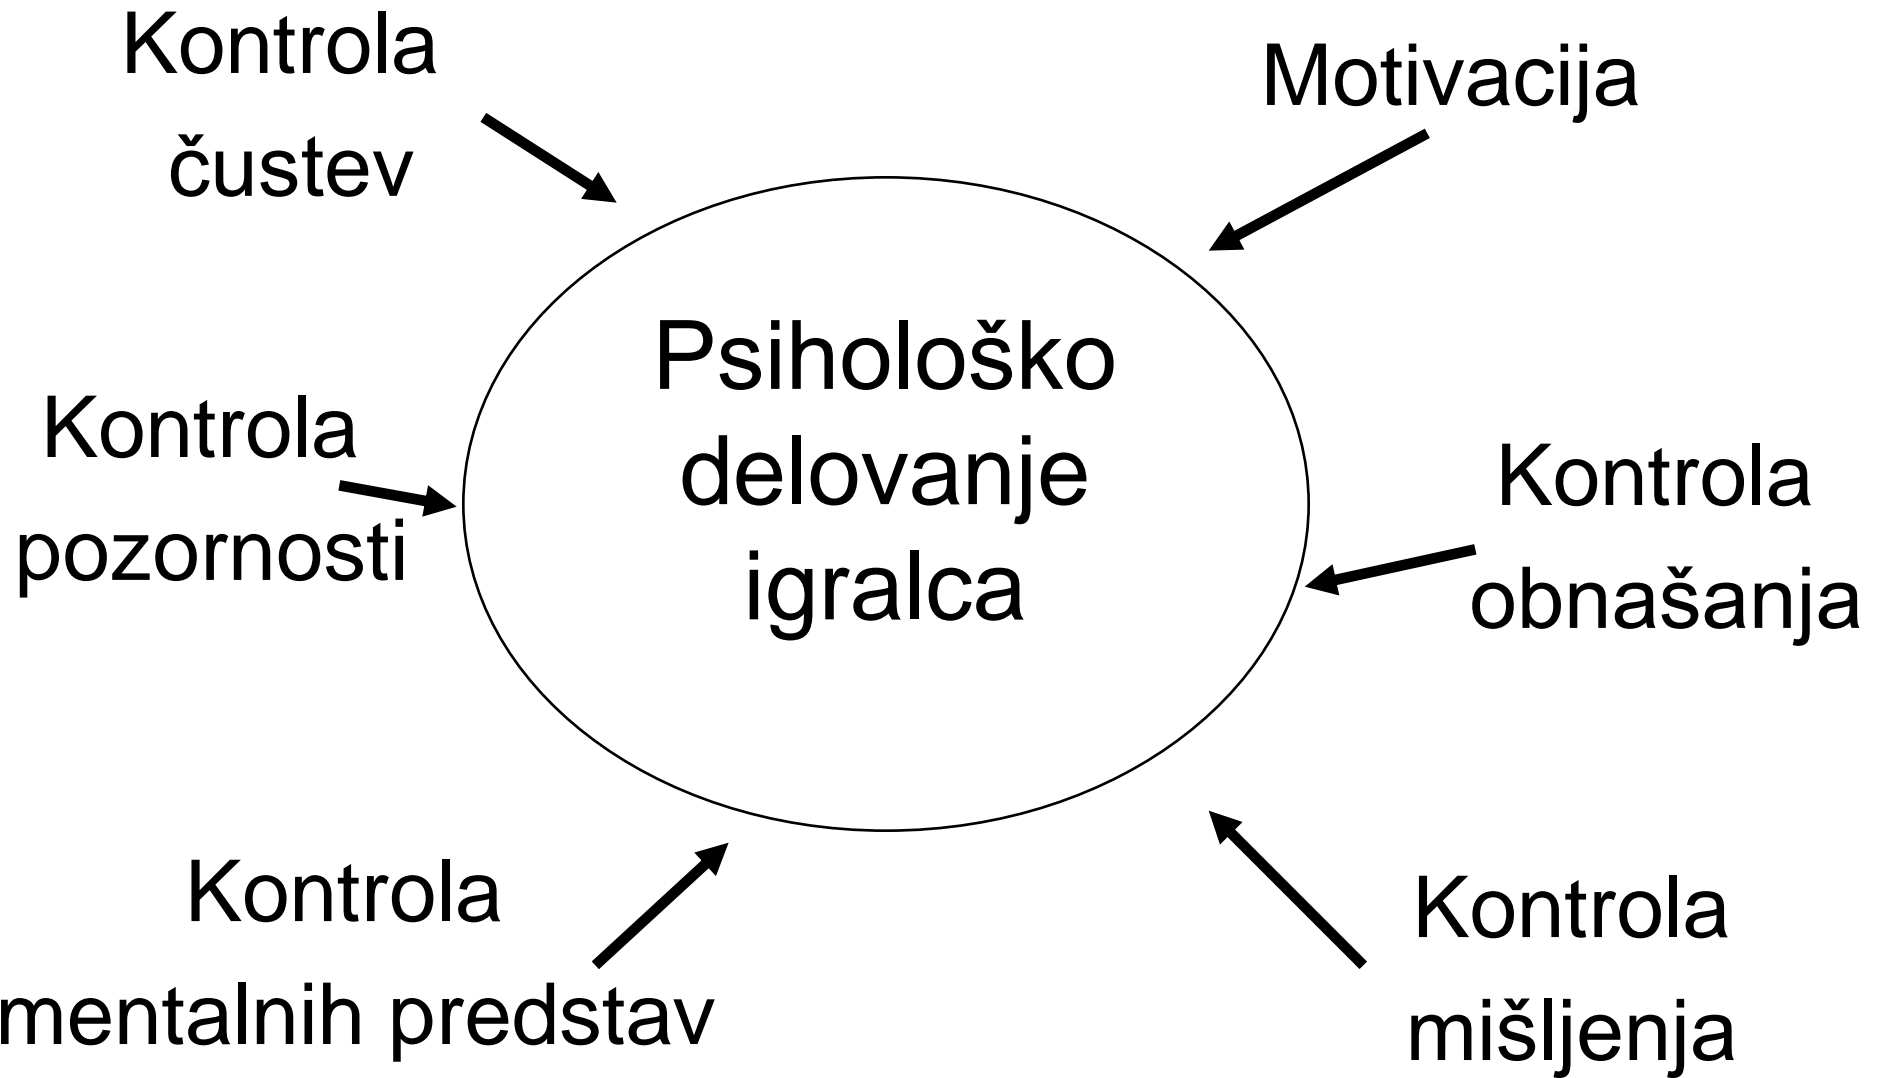 Kontrola
čustev
Motivacija
Psihološko
delovanje
igralca
Kontrola
pozornosti
Kontrola
obnašanja
Kontrola
mentalnih predstav
Kontrola
mišljenja